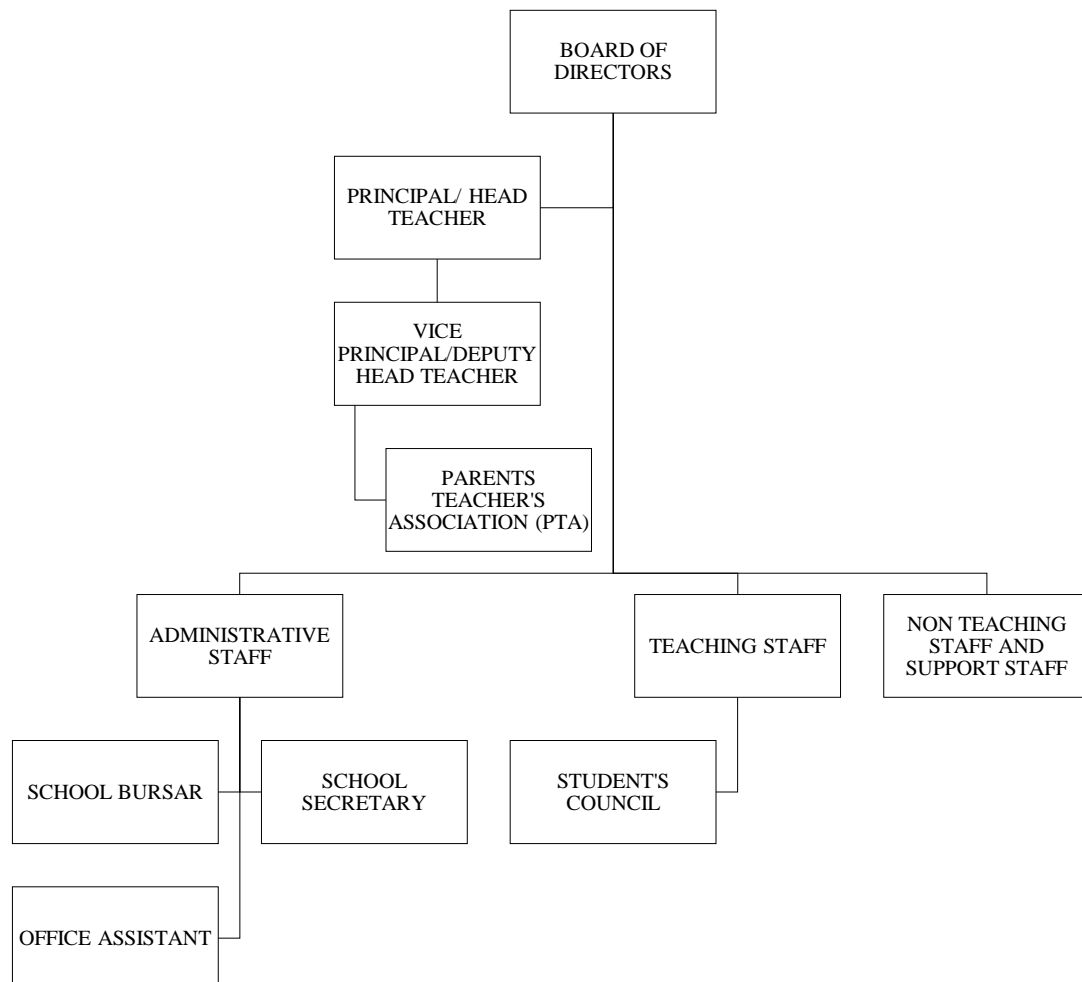 BOARD OF
DIRECTORS
PRINCIPAL/ HEAD
TEACHER
VICE
PRINCIPAL/DEPUTY
HEAD TEACHER
PARENTS
TEACHER'S
ASSOCIATION (PTA)
ADMINISTRATIVE
STAFF
TEACHING STAFF
NON TEACHING
STAFF AND
SUPPORT STAFF
SCHOOL BURSAR
SCHOOL
SECRETARY
STUDENT'S
COUNCIL
OFFICE ASSISTANT